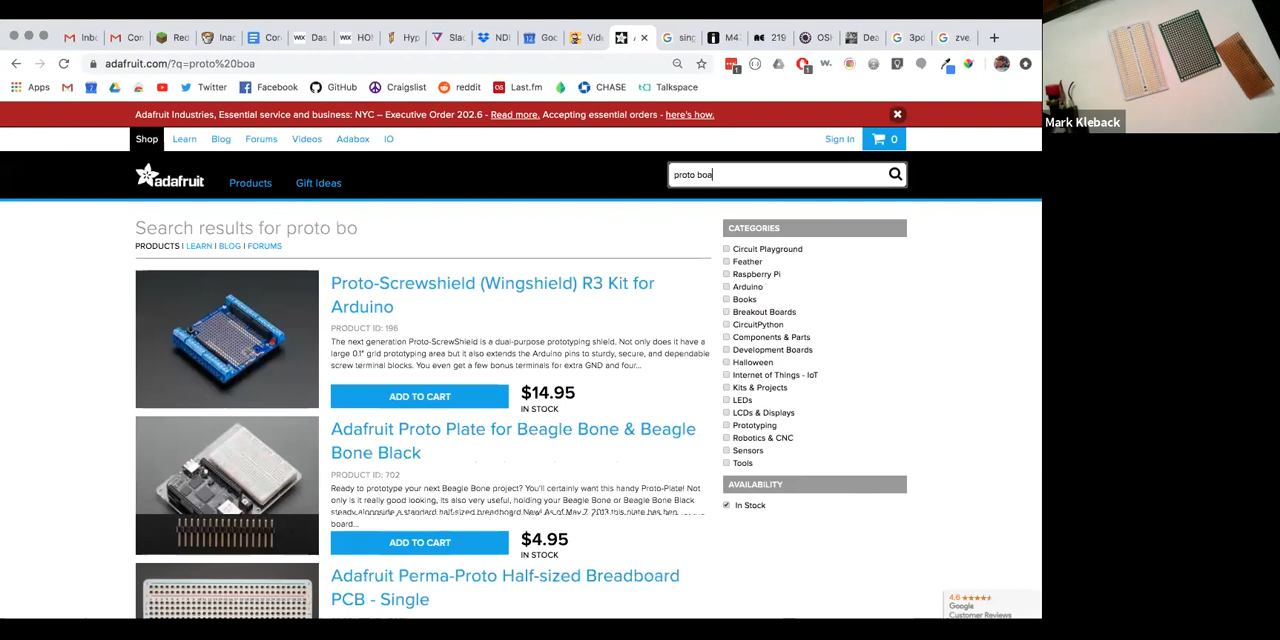 Inb
Con
Red
Inac
Con
Das
HO!
Hyp
Slac
NDI
Goc
Vide
A
sing
M4
219
OSI
Dea
3pd
zve
adafruit.com/?q=proto%20boa
Apps
Twitter
Facebook
GitHub
Craigslist
reddit
Last.fm
CHASE
Talkspace
Mark Kleback
Adafruit Industries, Essential service and business: NYC – Executive Order 202.6 - Read more. Accepting essential orders - here's how.
Shop
Learn
Blog
Forums
Videos
Adabox
IO
Sign In
0
adafruit
Products
Gift Ideas
proto boa
Search results for proto bo
PRODUCTS | LEARN | BLOG | FORUMS
Proto-Screwshield (Wingshield) R3 Kit for
Arduino
PRODUCT ID: 196
The next generation Proto-ScrewShield is a dual-purpose prototyping shield. Not only does it have a
large 0.1" grid prototyping area but it also extends the Arduino pins to sturdy, secure, and dependable
screw terminal blocks. You even get a few bonus terminals for extra GND and four...
ADD TO CART
$14.95
IN STOCK
Adafruit Proto Plate for Beagle Bone & Beagle
Bone Black
PRODUCT ID: 702
Ready to prototype your next Beagle Bone project? You'll certainly want this handy Proto-Plate! Not
only is it really good looking, its also very useful, holding your Beagle Bone or Beagle Bone Black
steady alongside a standard half-sized breadboard.New! As of May 7, 2013 this plate has
board...
ADD TO CART
$4.95
IN STOCK
Adafruit Perma-Proto Half-sized Breadboard
PCB - Single
CATEGORIES
Circuit Playground
Feather
Raspberry Pi
Arduino
Books
Breakout Boards
CircuitPython
Components & Parts
Development Boards
Halloween
Internet of Things - IoT
Kits & Projects
LEDs
LCDs & Displays
Prototyping
Robotics & CNC
Sensors
Tools
AVAILABILITY
In Stock
4.6
Google
Customer Reviews